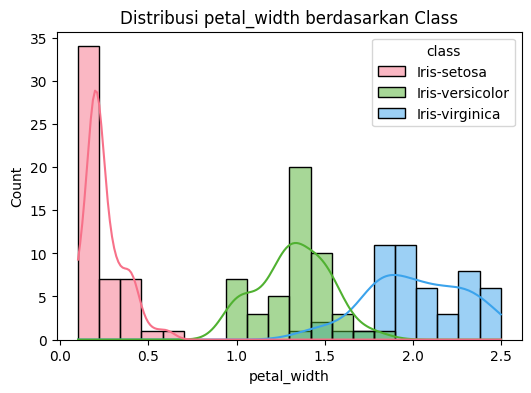 Distribusi petal_width berdasarkan Class
class
Iris-setosa
Iris-versicolor
Iris-virginica
Count
35
30
25
20
15
10
5
0
0.0 0.5 1.0 1.5 2.0 2.5
petal_width